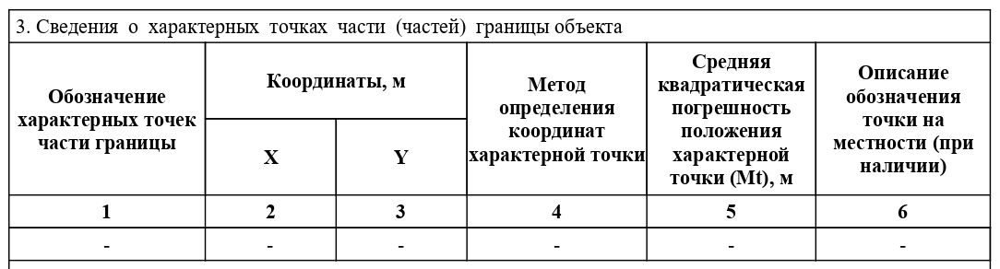 3. Сведения о характерных точках части (частей) границы объекта
Обозначение
характерных точек
части границы
Координаты, м
X
Y
Метод
определения
координат
характерной точки
Средняя
квадратическая
погрешность
положения
характерной
точки (Mt), м
Описание
обозначения
точки на
местности (при
наличии)
1 2 3 4 5 6
- - - - - -